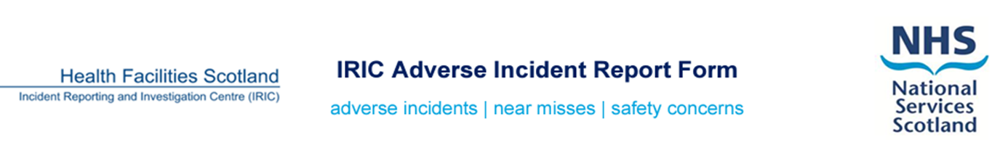 Health Facilities Scotland
Incident Reporting and Investigation Centre (IRIC)
IRIC Adverse Incident Report Form
adverse incidents | near misses | safety concerns
NHS
National
Services
Scotland